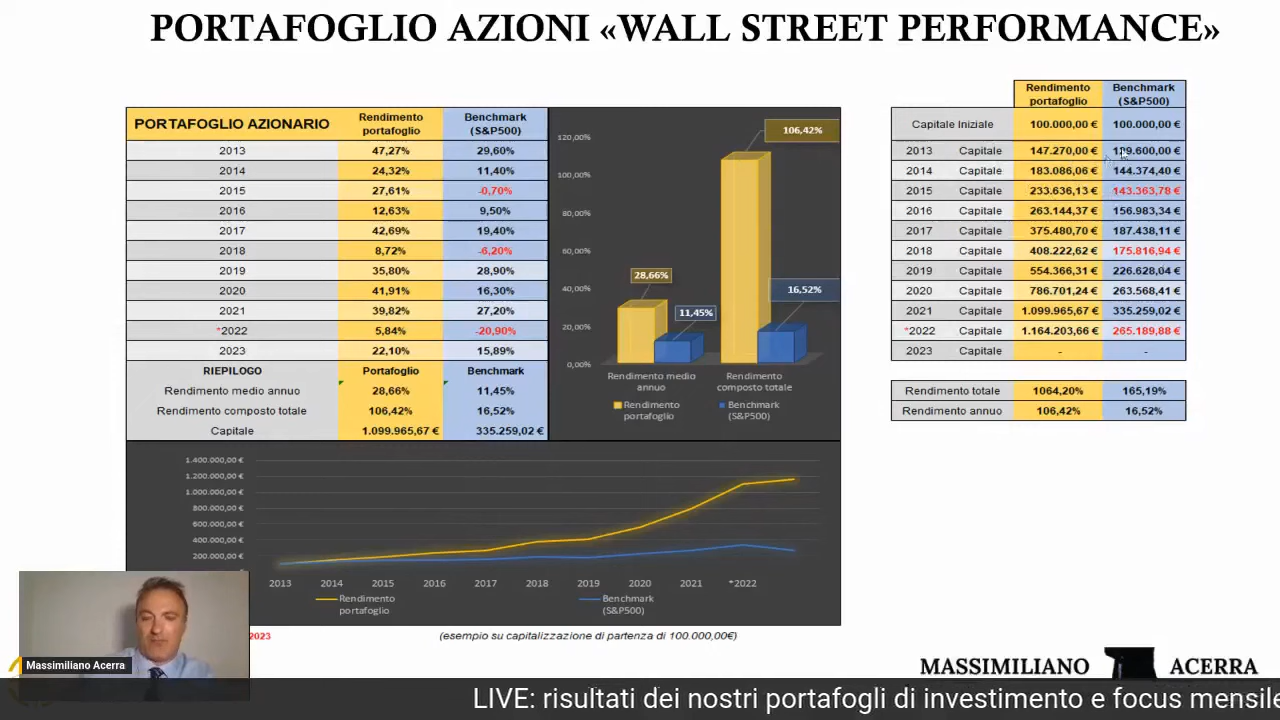 PORTAFOGLIO AZIONI «WALL STREET PERFORMANCE»
PORTAFOGLIO AZIONARIO Rendimento portafoglio Benchmark (S&P500)
2013 47,27% 29,60%
2014 24,32% 11,40%
2015 27,61% -0,70%
2016 12,63% 9,50%
2017 42,69% 19,40%
2018 8,72% -6,20%
2019 35,80% 28,90%
2020 41,91% 16,30%
2021 39,82% 27,20%
*2022 5,84% -20,90%
2023 22,10% 15,89%
RIEPILOGO Portafoglio Benchmark
Rendimento medio annuo 28,66% 11,45%
Rendimento composto totale 106,42% 16,52%
Capitale 1.099.965,67 € 335.259,02 €
120,00%
100,00%
80,00%
60,00%
40,00%
20,00%
0,00%
106,42%
28,66%
16,52%
11,45%
Rendimento medio annuo
Rendimento composto totale
Rendimento portafoglio
Benchmark (S&P500)
Rendimento portafoglio Benchmark (S&P500)
Capitale Iniziale 100.000,00 € 100.000,00 €
2013 Capitale 147.270,00 € 129.600,00 €
2014 Capitale 183.086,06 € 144.374,40 €
2015 Capitale 233.636,13 € 143.363,78 €
2016 Capitale 263.144,37 € 156.983,34 €
2017 Capitale 375.480,70 € 187.438,11 €
2018 Capitale 408.222,62 € 175.816,94 €
2019 Capitale 554.366,31 € 226.628,04 €
2020 Capitale 786.701,24 € 263.568,41 €
2021 Capitale 1.099.965,67 € 335.259,02 €
*2022 Capitale 1.164.203,66 € 265.189,88 €
2023 Capitale - -
Rendimento totale 1064,20% 165,19%
Rendimento annuo 106,42% 16,52%
1.400.000,00 €
1.200.000,00 €
1.000.000,00 €
800.000,00 €
600.000,00 €
400.000,00 €
200.000,00 €
2013 2014 2015 2016 2017 2018 2019 2020 2021 *2022
Rendimento portafoglio
Benchmark (S&P500)
2023
(esempio su capitalizzazione di partenza di 100.000,00€)
Massimiliano Acerra
MASSIMILIANO ACERRA
LIVE: risultati dei nostri portafogli di investimento e focus mensile